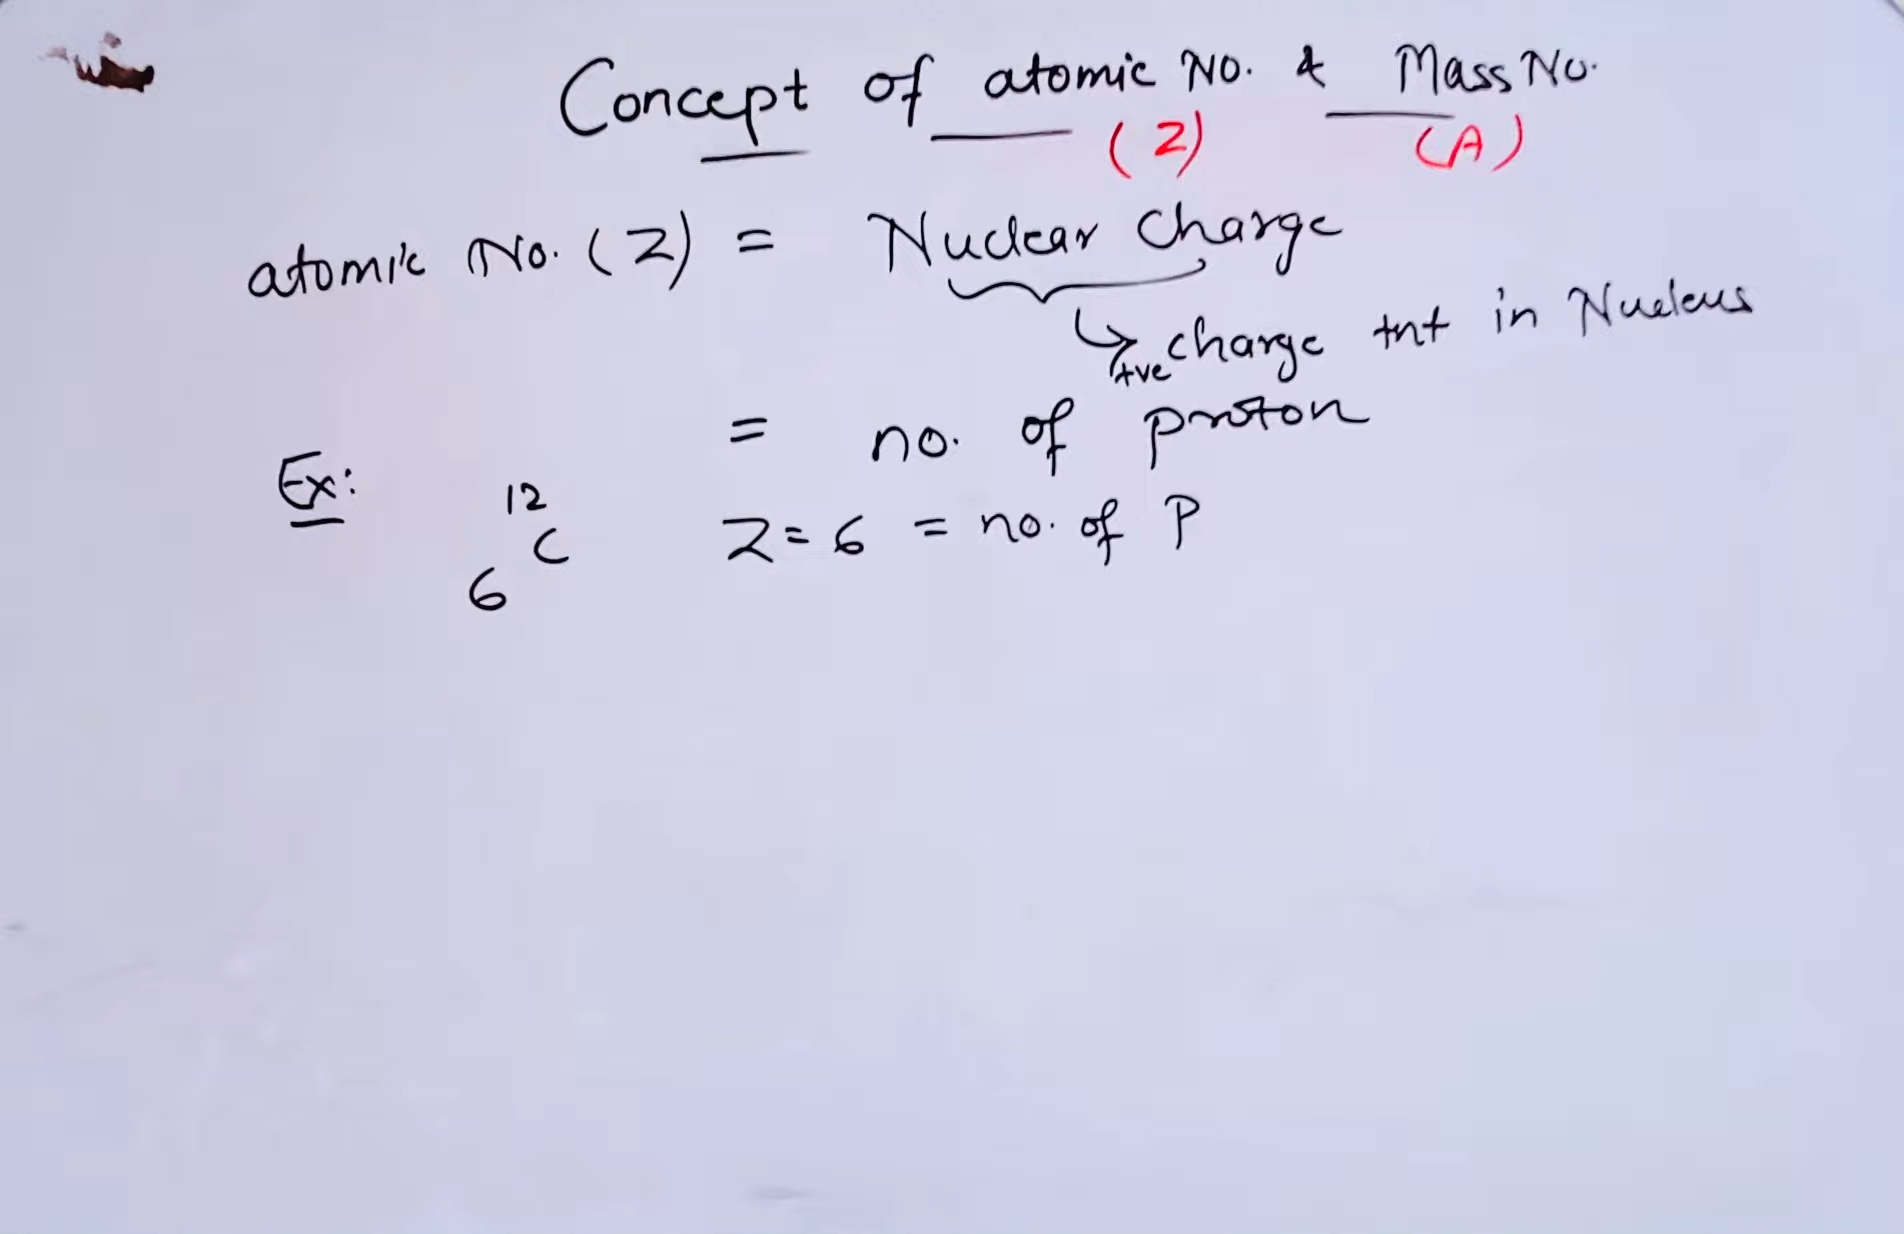 Concept of atomic No. & Mass No.
(Z) (A)
atomic No. (Z) = Nuclear Charge
+ve charge in Nucleus
= no. of proton
Ex: 12
C Z = 6 = no. of P
6